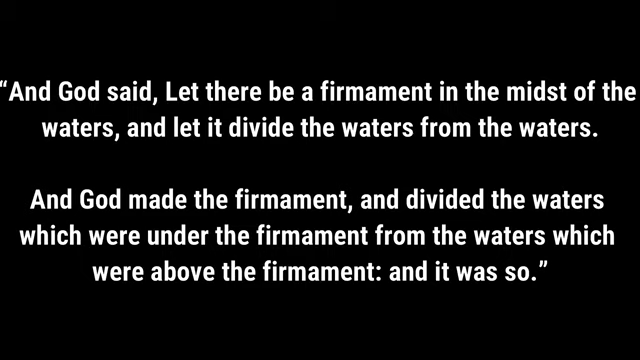 “And God said, Let there be a firmament in the midst of the
waters, and let it divide the waters from the waters.
And God made the firmament, and divided the waters
which were under the firmament from the waters which
were above the firmament: and it was so.”